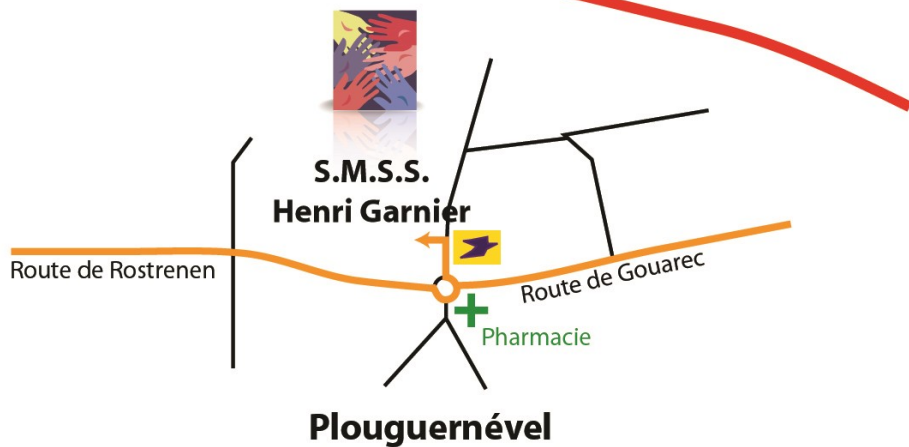 S.M.S.S.
Henri Garnier
Route de Rostrenen
Route de Gouarec
Pharmacie
Plouguernével